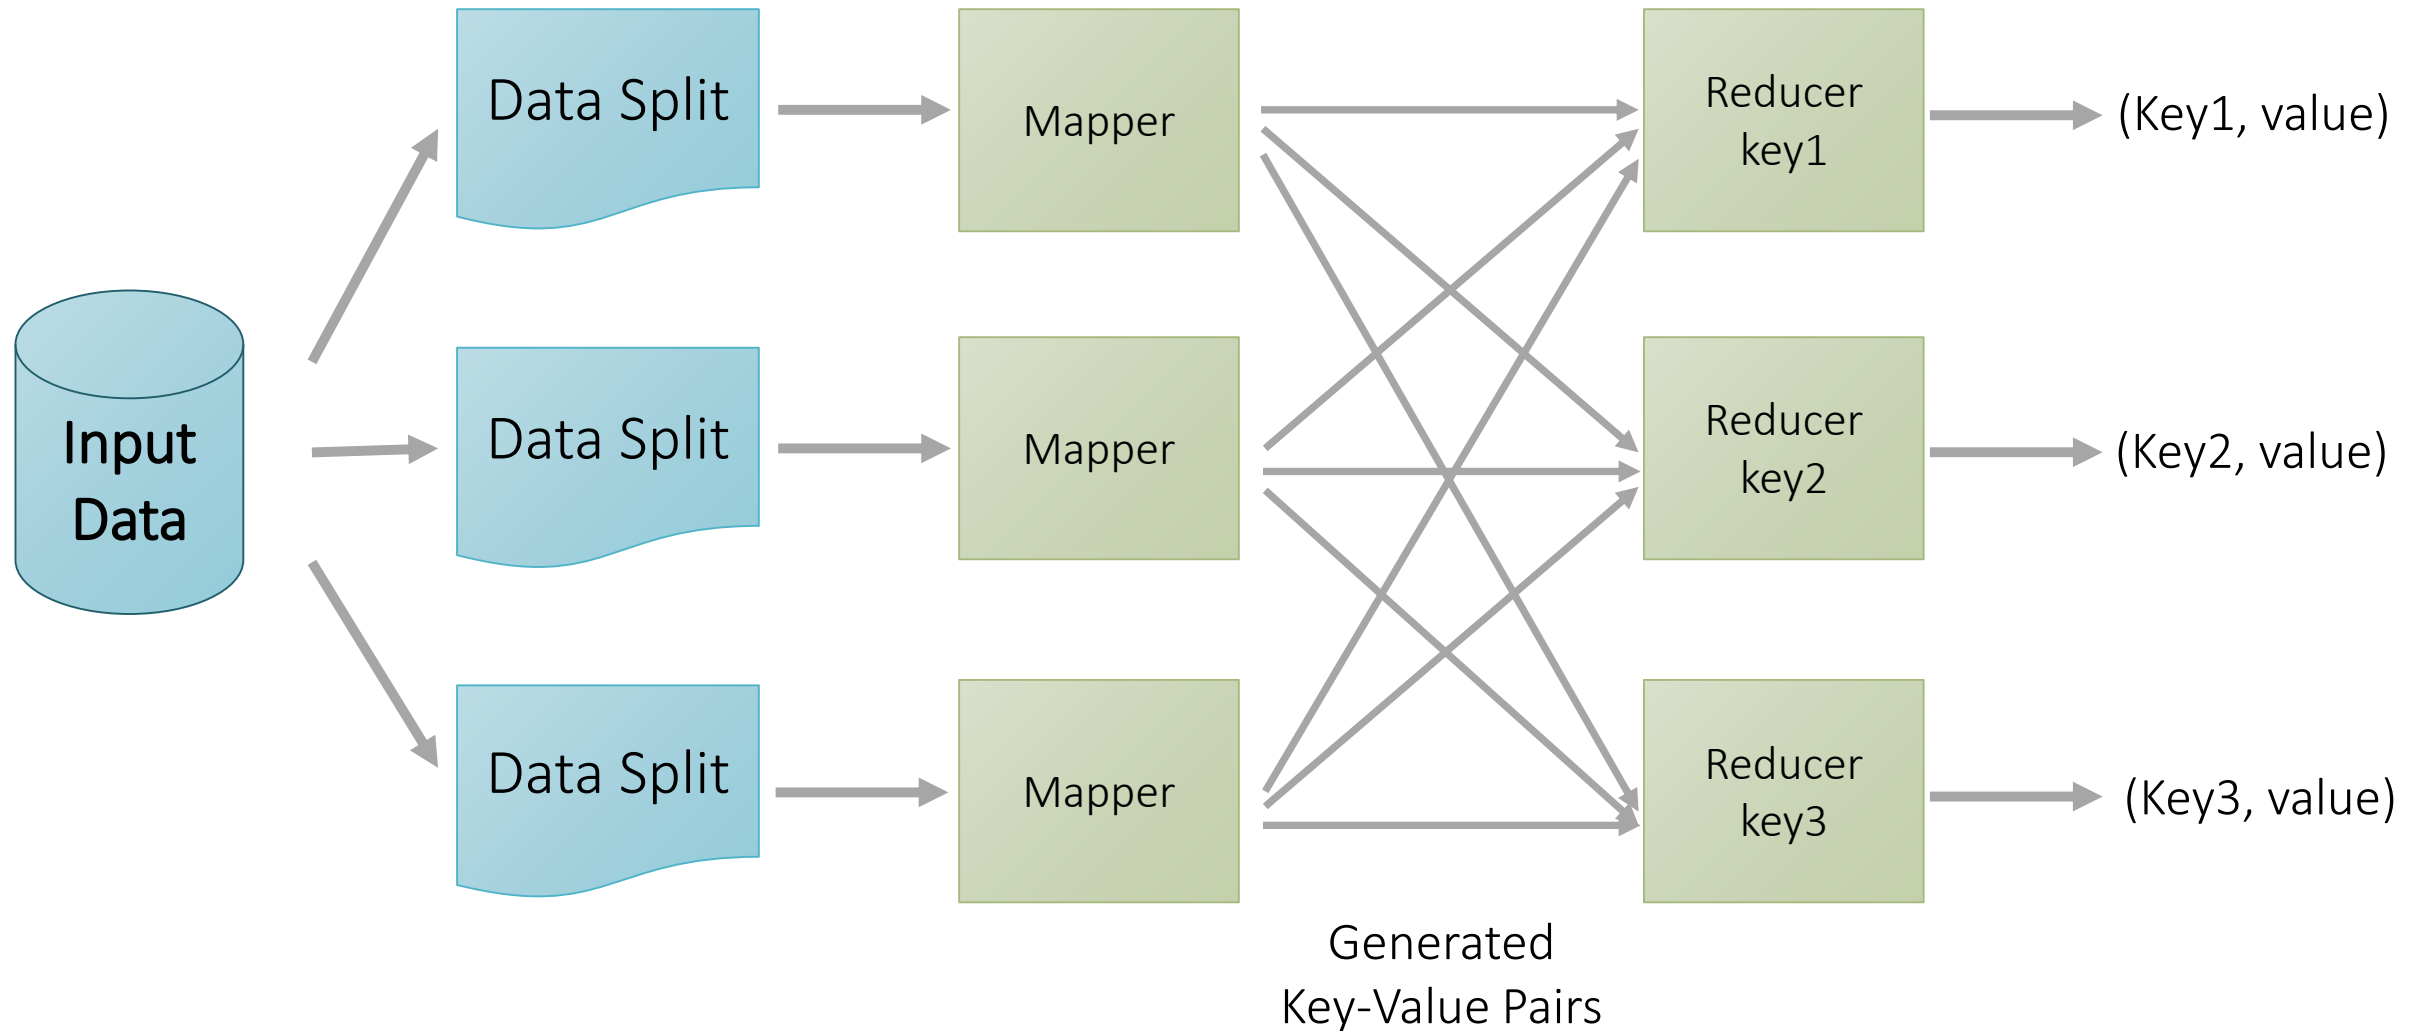 Data Split
Mapper
Reducer
key1
(Key1, value)
Input
Data
Data Split
Mapper
Reducer
key2
(Key2, value)
Data Split
Mapper
Reducer
key3
(Key3, value)
Generated
Key-Value Pairs